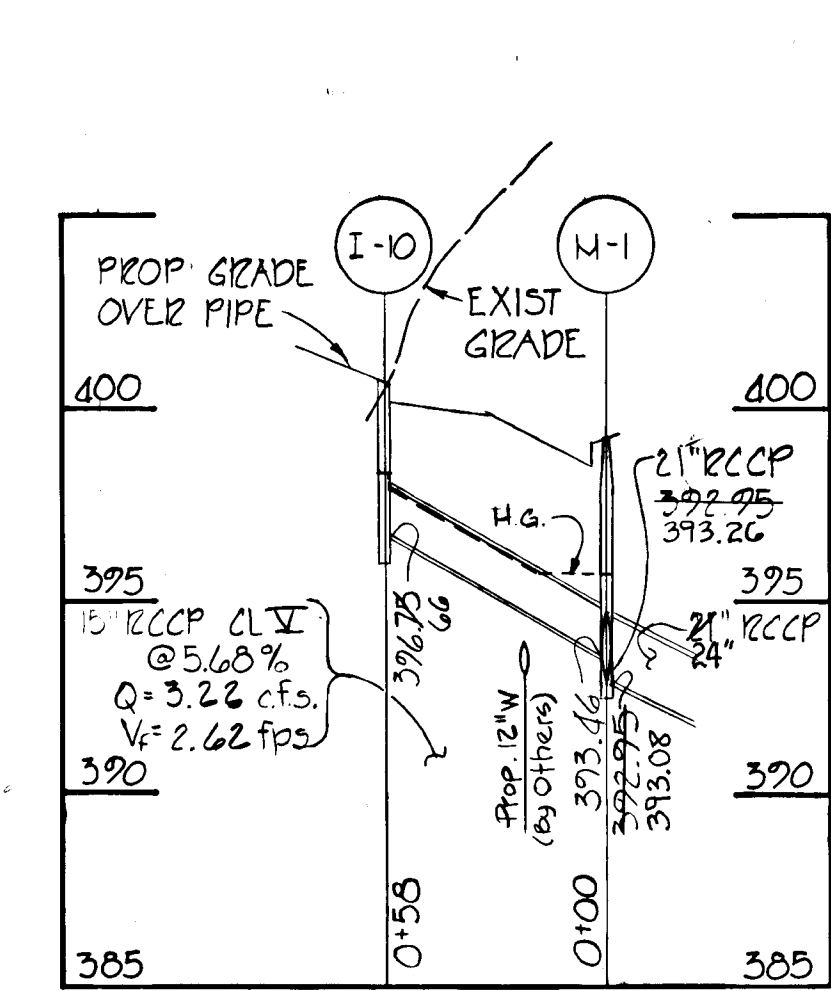 I-10
M-1
PROP. GRADE
OVER PIPE
EXIST
GRADE
400
400
21" RCCP
392.95
393.26
H.G.
395
395
15" RCCP CL V
@ 5.68%
Q = 3.22 c.f.s.
Vf = 2.62 fps
396.75
66
21" RCCP
24"
Prop. 12" W
(By Others)
393.46
392.95
393.08
390
390
0+58
0+00
385
385